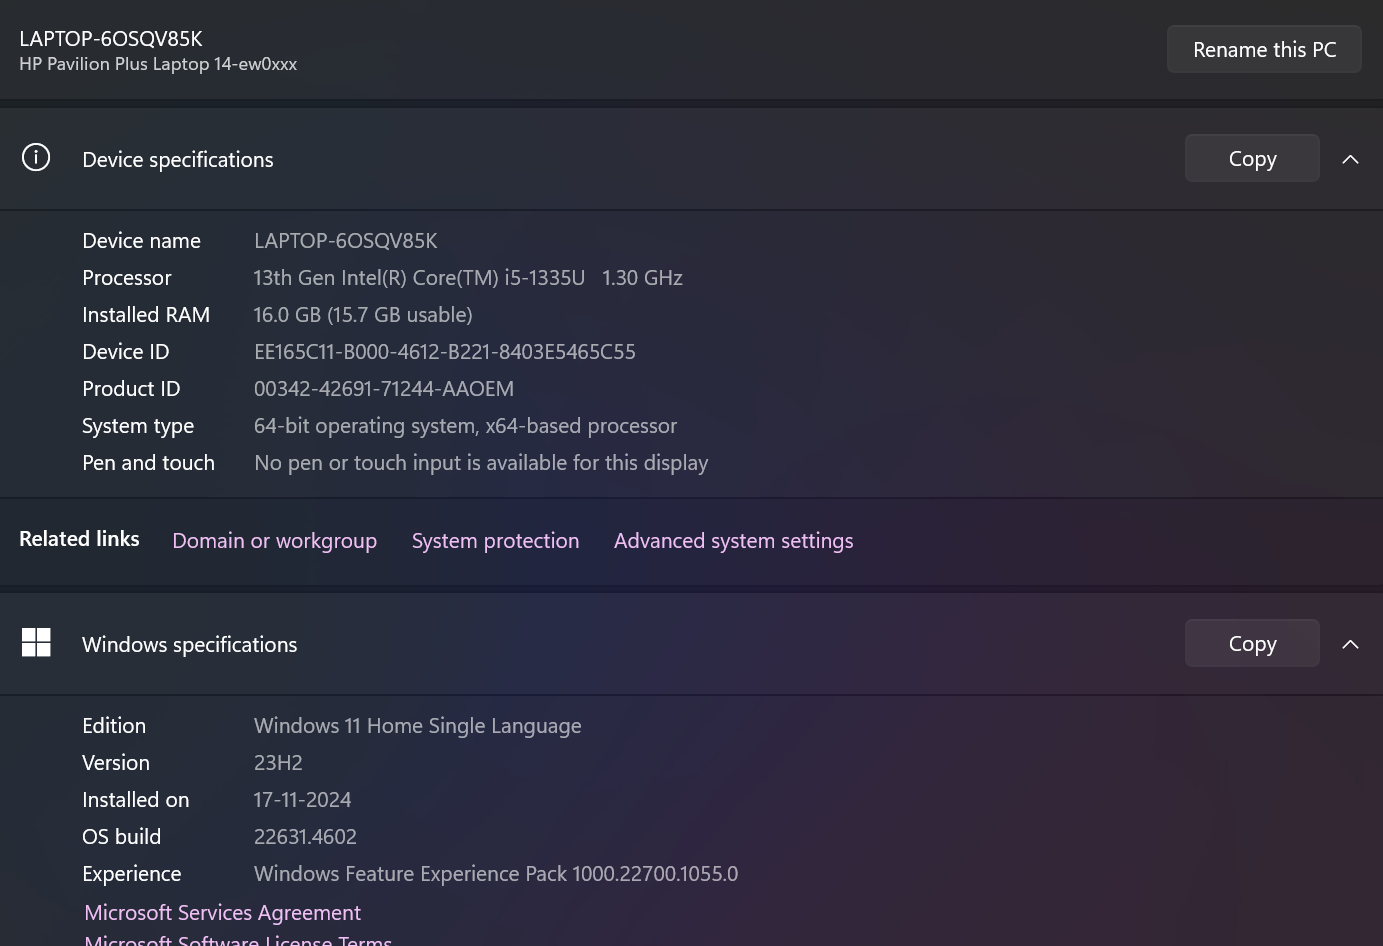 LAPTOP-6OSQV85K
HP Pavilion Plus Laptop 14-ew0xxx
Rename this PC
Device specifications
Copy
Device name LAPTOP-6OSQV85K
Processor 13th Gen Intel(R) Core(TM) i5-1335U 1.30 GHz
Installed RAM 16.0 GB (15.7 GB usable)
Device ID EE165C11-B000-4612-B221-8403E5465C55
Product ID 00342-42691-71244-AAOEM
System type 64-bit operating system, x64-based processor
Pen and touch No pen or touch input is available for this display
Related links Domain or workgroup System protection Advanced system settings
Windows specifications
Copy
Edition Windows 11 Home Single Language
Version 23H2
Installed on 17-11-2024
OS build 22631.4602
Experience Windows Feature Experience Pack 1000.22700.1055.0
Microsoft Services Agreement
Microsoft Software License Terms